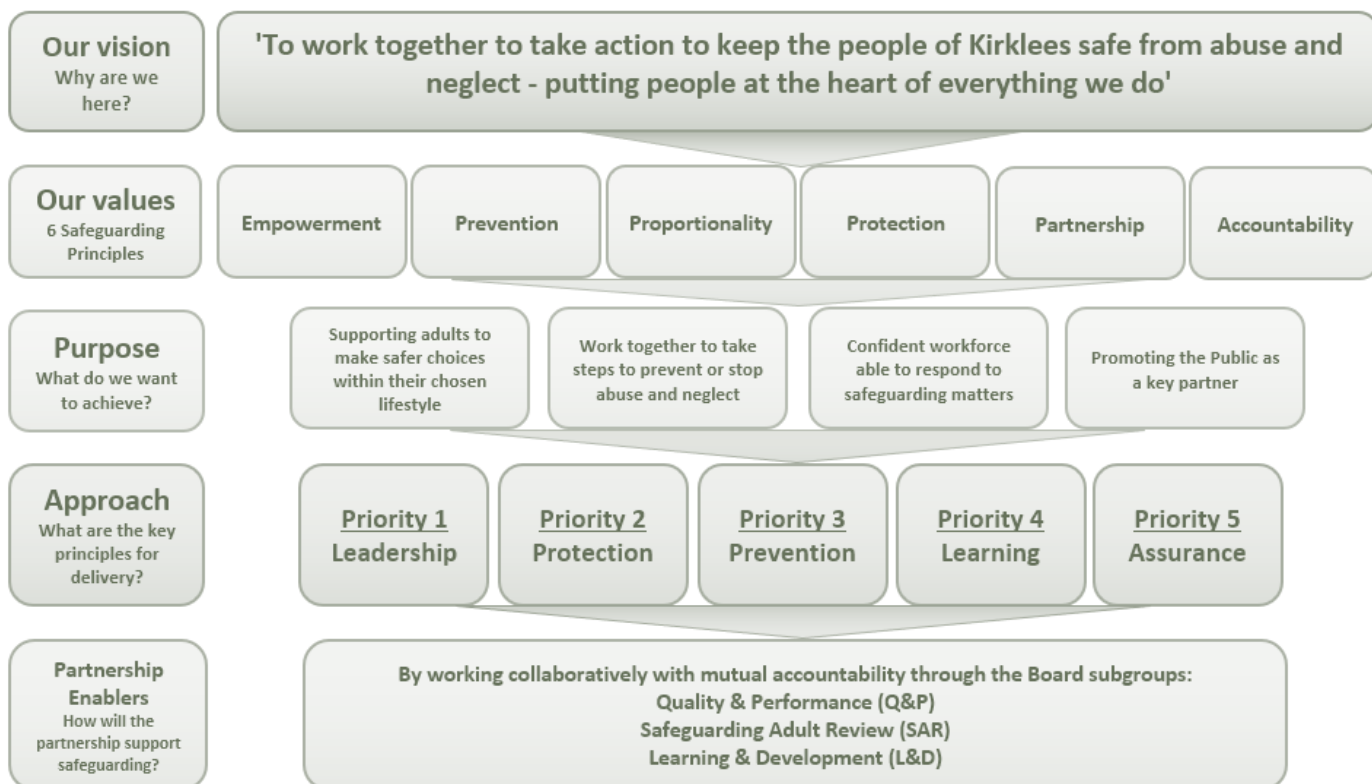 Our vision
Why are we
here?
'To work together to take action to keep the people of Kirklees safe from abuse and
neglect - putting people at the heart of everything we do'
Our values
6 Safeguarding
Principles
Empowerment
Prevention
Proportionality
Protection
Partnership
Accountability
Purpose
What do we want
to achieve?
Supporting adults to
make safer choices
within their chosen
lifestyle
Work together to take
steps to prevent or stop
abuse and neglect
Confident workforce
able to respond to
safeguarding matters
Promoting the Public as
a key partner
Approach
What are the key
principles for
delivery?
Priority 1
Leadership
Priority 2
Protection
Priority 3
Prevention
Priority 4
Learning
Priority 5
Assurance
Partnership
Enablers
How will the
partnership support
safeguarding?
By working collaboratively with mutual accountability through the Board subgroups:
Quality & Performance (Q&P)
Safeguarding Adult Review (SAR)
Learning & Development (L&D)